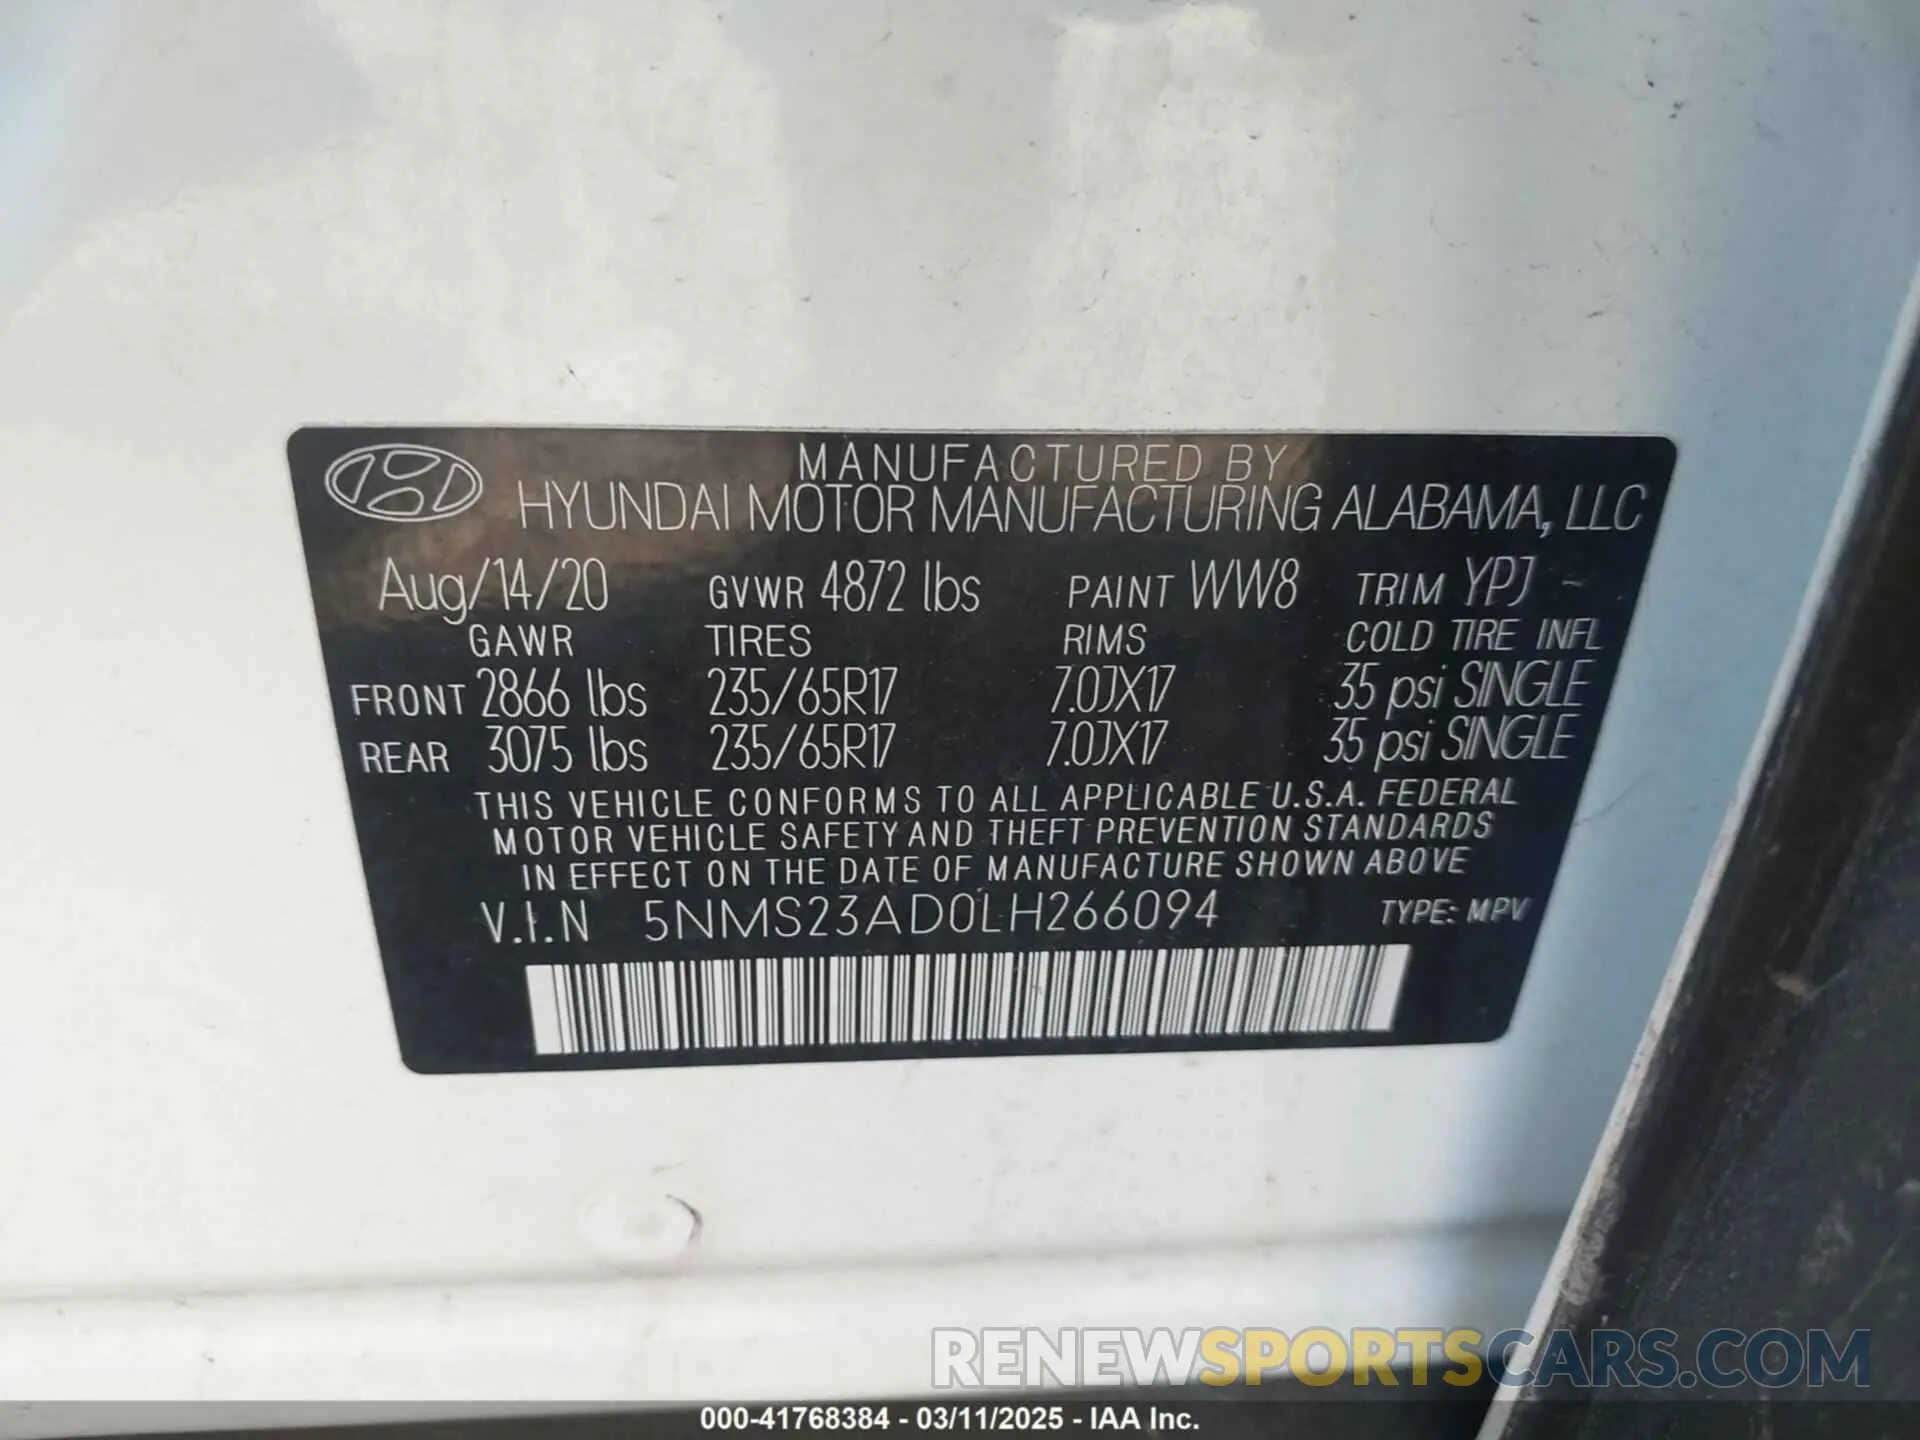 MANUFACTURED BY
HYUNDAI MOTOR MANUFACTURING ALABAMA, LLC
Aug/14/20 GVWR 4872 lbs PAINT WW8 TRIM YPJ
GAWR TIRES RIMS COLD TIRE INFL
FRONT 2866 lbs 235/65R17 7.0JX17 35 psi SINGLE
REAR 3075 lbs 235/65R17 7.0JX17 35 psi SINGLE
THIS VEHICLE CONFORMS TO ALL APPLICABLE U.S.A. FEDERAL
MOTOR VEHICLE SAFETY AND THEFT PREVENTION STANDARDS
IN EFFECT ON THE DATE OF MANUFACTURE SHOWN ABOVE
V.I.N 5NMS23AD0LH266094 TYPE: MPV
RENEWSPORTSCARS.COM
000-41768384 - 03/11/2025 - IAA Inc.